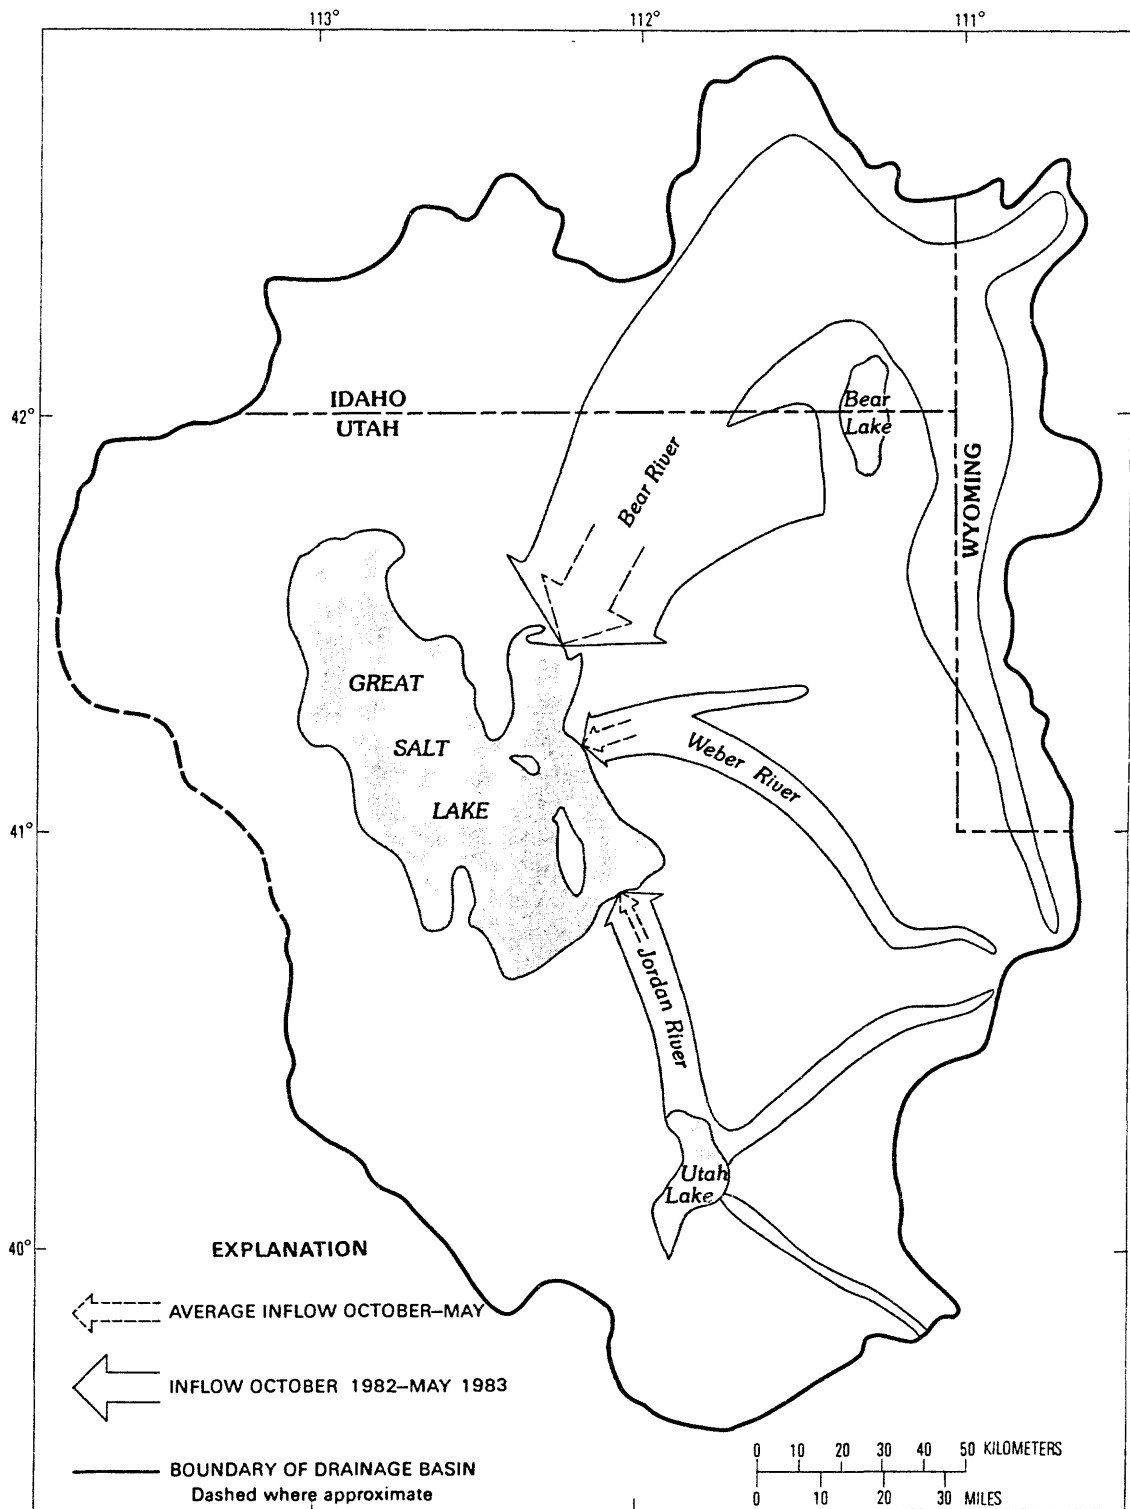 113°
112°
111°
42°
IDAHO
UTAH
Bear
Lake
WYOMING
Bear River
GREAT
SALT
LAKE
Weber River
41°
Jordan River
Utah
Lake
40°
EXPLANATION
AVERAGE INFLOW OCTOBER–MAY
INFLOW OCTOBER 1982–MAY 1983
BOUNDARY OF DRAINAGE BASIN
Dashed where approximate
0 10 20 30 40 50 KILOMETERS
0 10 20 30 MILES